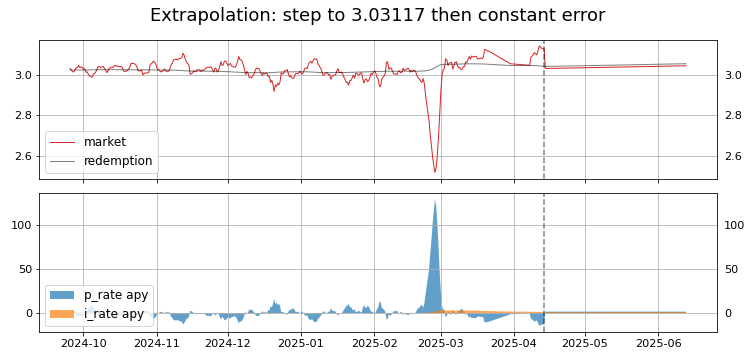 Extrapolation: step to 3.03117 then constant error
3.0 3.0
2.8 2.8
2.6 2.6
market
redemption
100 100
50 50
0 0
p_rate apy
i_rate apy
2024-10 2024-11 2024-12 2025-01 2025-02 2025-03 2025-04 2025-05 2025-06